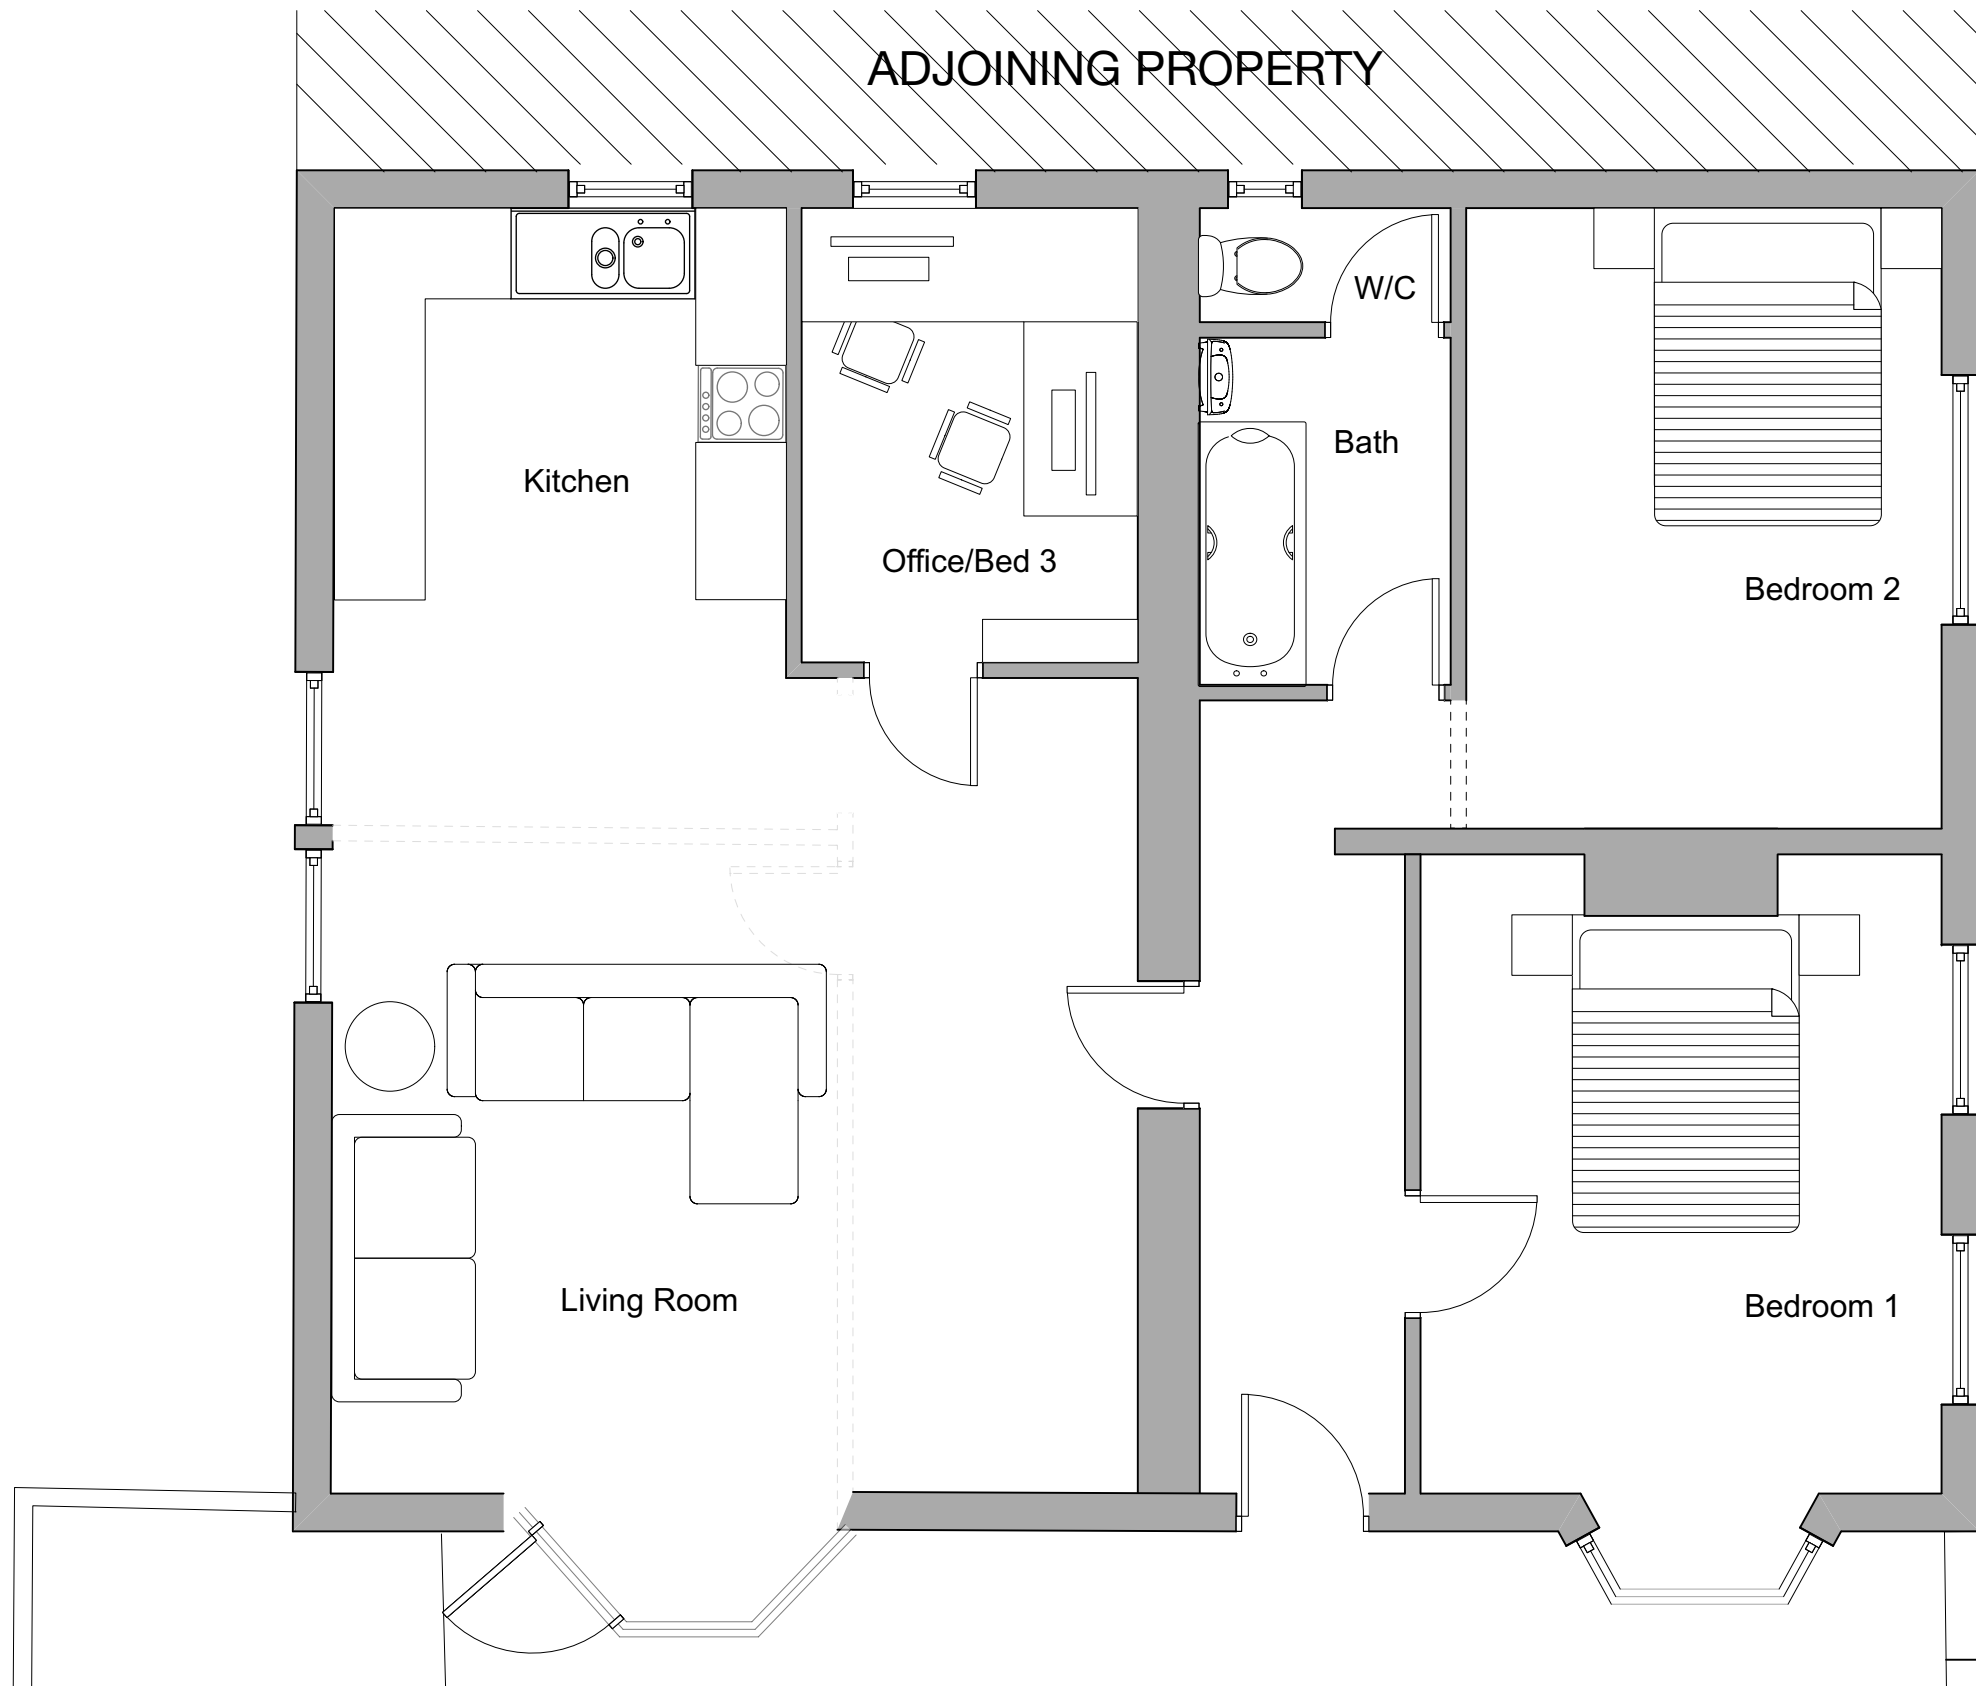 ADJOINING PROPERTY
W/C
Bath
Kitchen
Office/Bed 3
Bedroom 2
Living Room
Bedroom 1